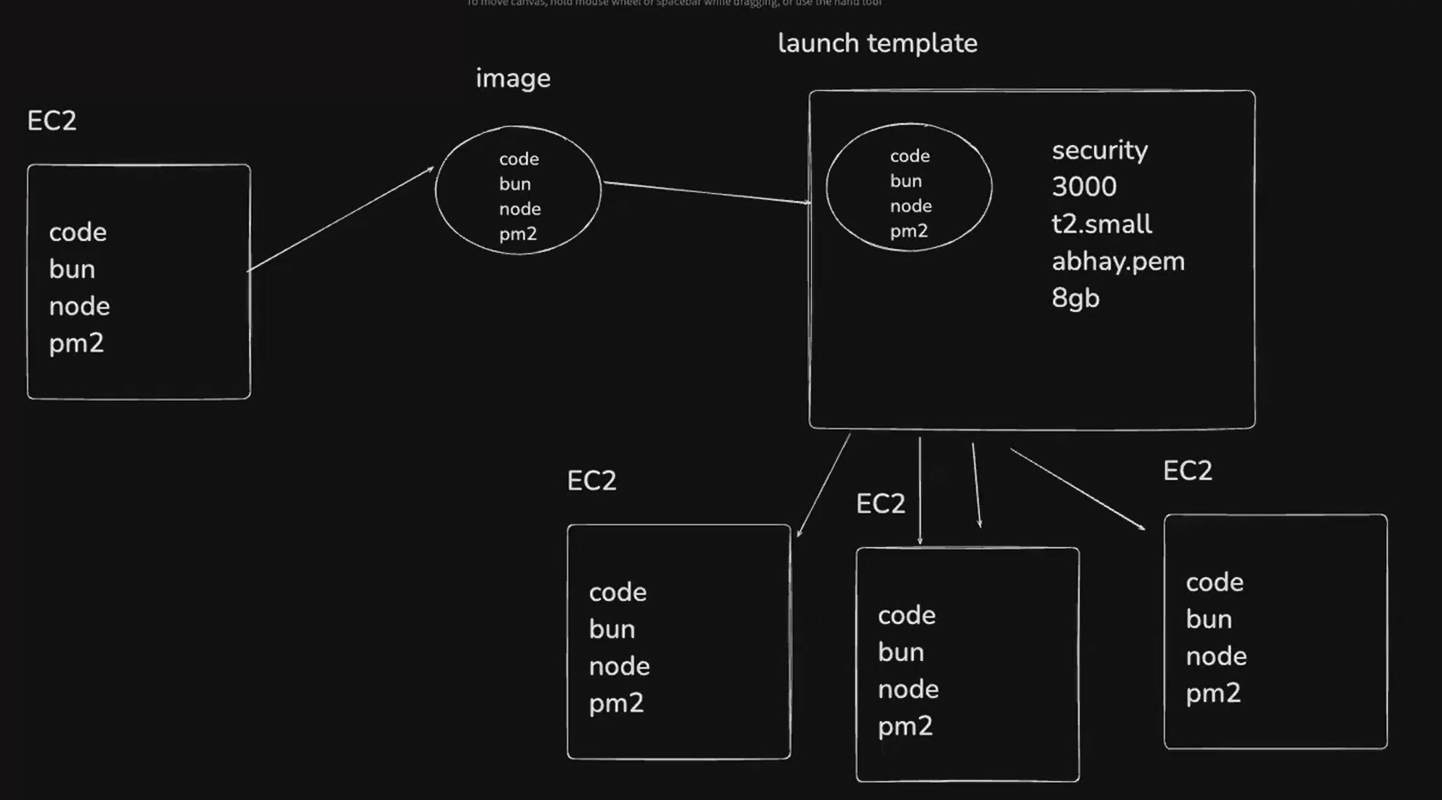 To move canvas, hold mouse wheel or spacebar while dragging, or use the hand tool
launch template
image
EC2
code
bun
node
pm2
code
bun
node
pm2
code
bun
node
pm2
security
3000
t2.small
abhay.pem
8gb
EC2
code
bun
node
pm2
EC2
code
bun
node
pm2
EC2
code
bun
node
pm2